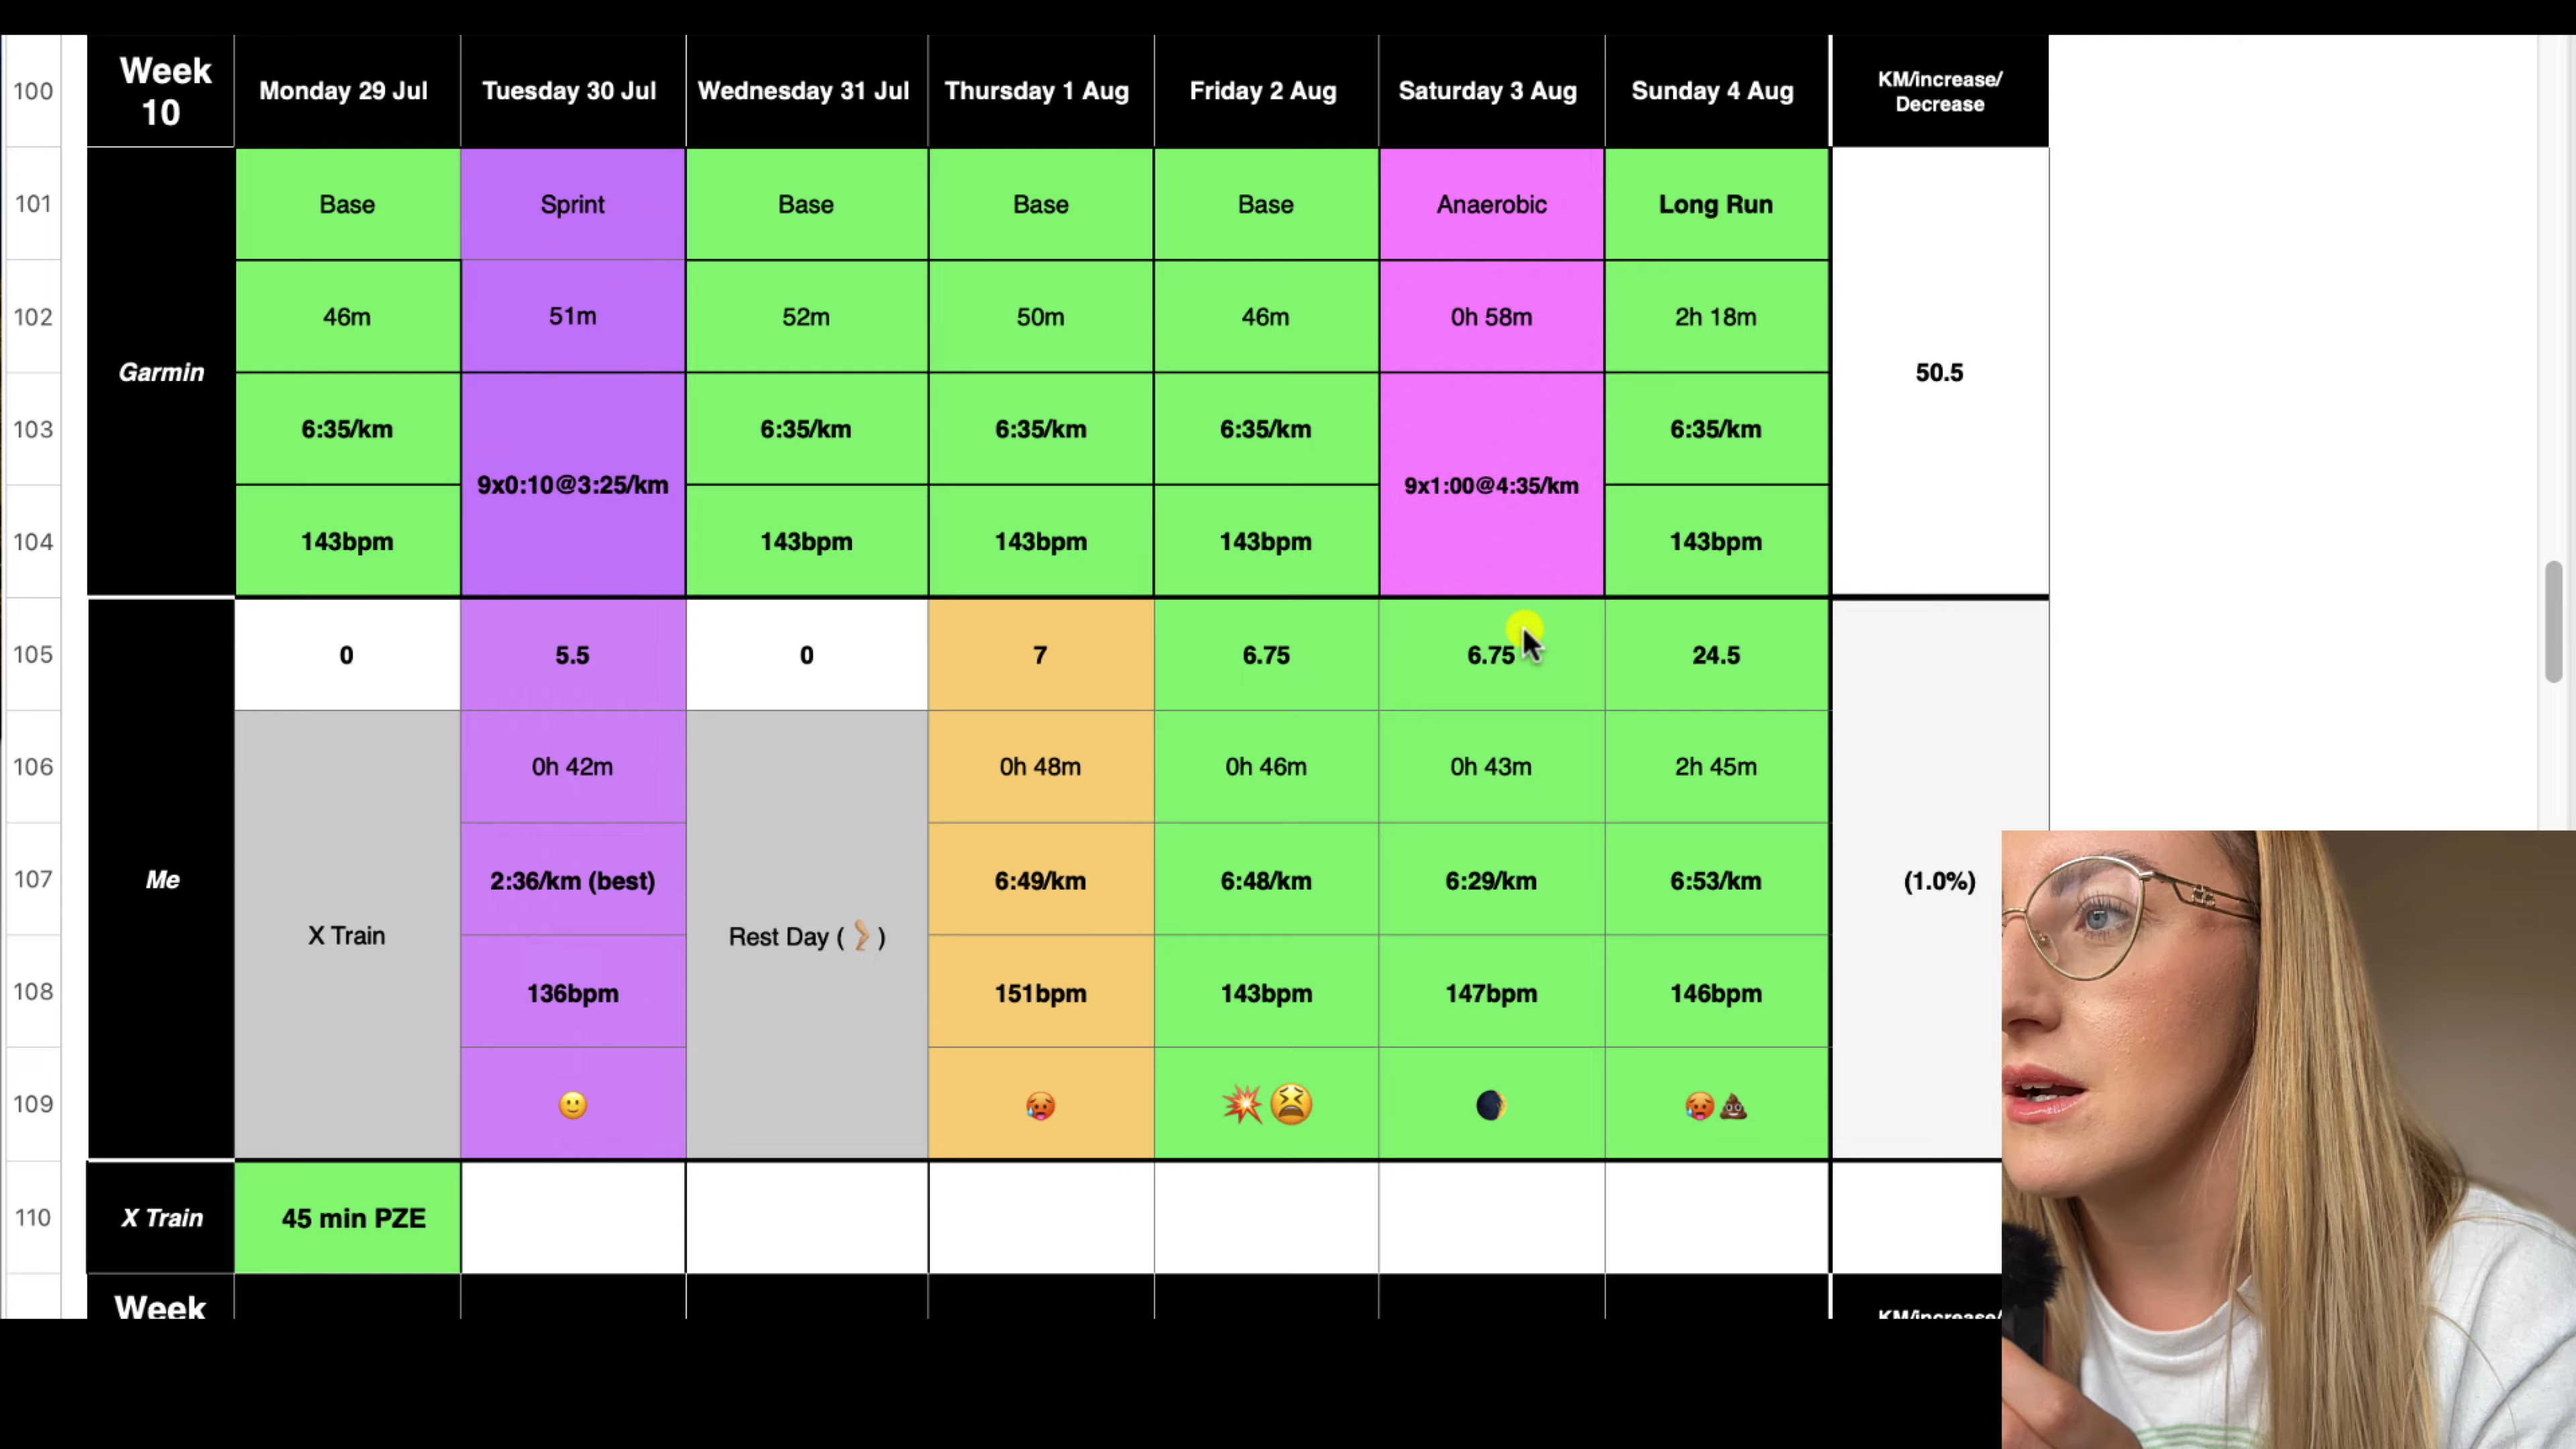 100
Week 10
Monday 29 Jul
Tuesday 30 Jul
Wednesday 31 Jul
Thursday 1 Aug
Friday 2 Aug
Saturday 3 Aug
Sunday 4 Aug
KM/increase/
Decrease
101
Base
Sprint
Base
Base
Base
Anaerobic
Long Run
102
46m
51m
52m
50m
46m
0h 58m
2h 18m
Garmin
50.5
103
6:35/km
6:35/km
6:35/km
6:35/km
6:35/km
9x0:10@3:25/km
9x1:00@4:35/km
104
143bpm
143bpm
143bpm
143bpm
143bpm
105
0
5.5
0
7
6.75
6.75
24.5
106
0h 42m
0h 48m
0h 46m
0h 43m
2h 45m
107
Me
2:36/km (best)
6:49/km
6:48/km
6:29/km
6:53/km
(1.0%)
X Train
Rest Day (🦵)
108
136bpm
151bpm
143bpm
147bpm
146bpm
109
🙂
🥵
💥😫
🌒
🥵💩
110
X Train
45 min PZE
Week
KM/increase/